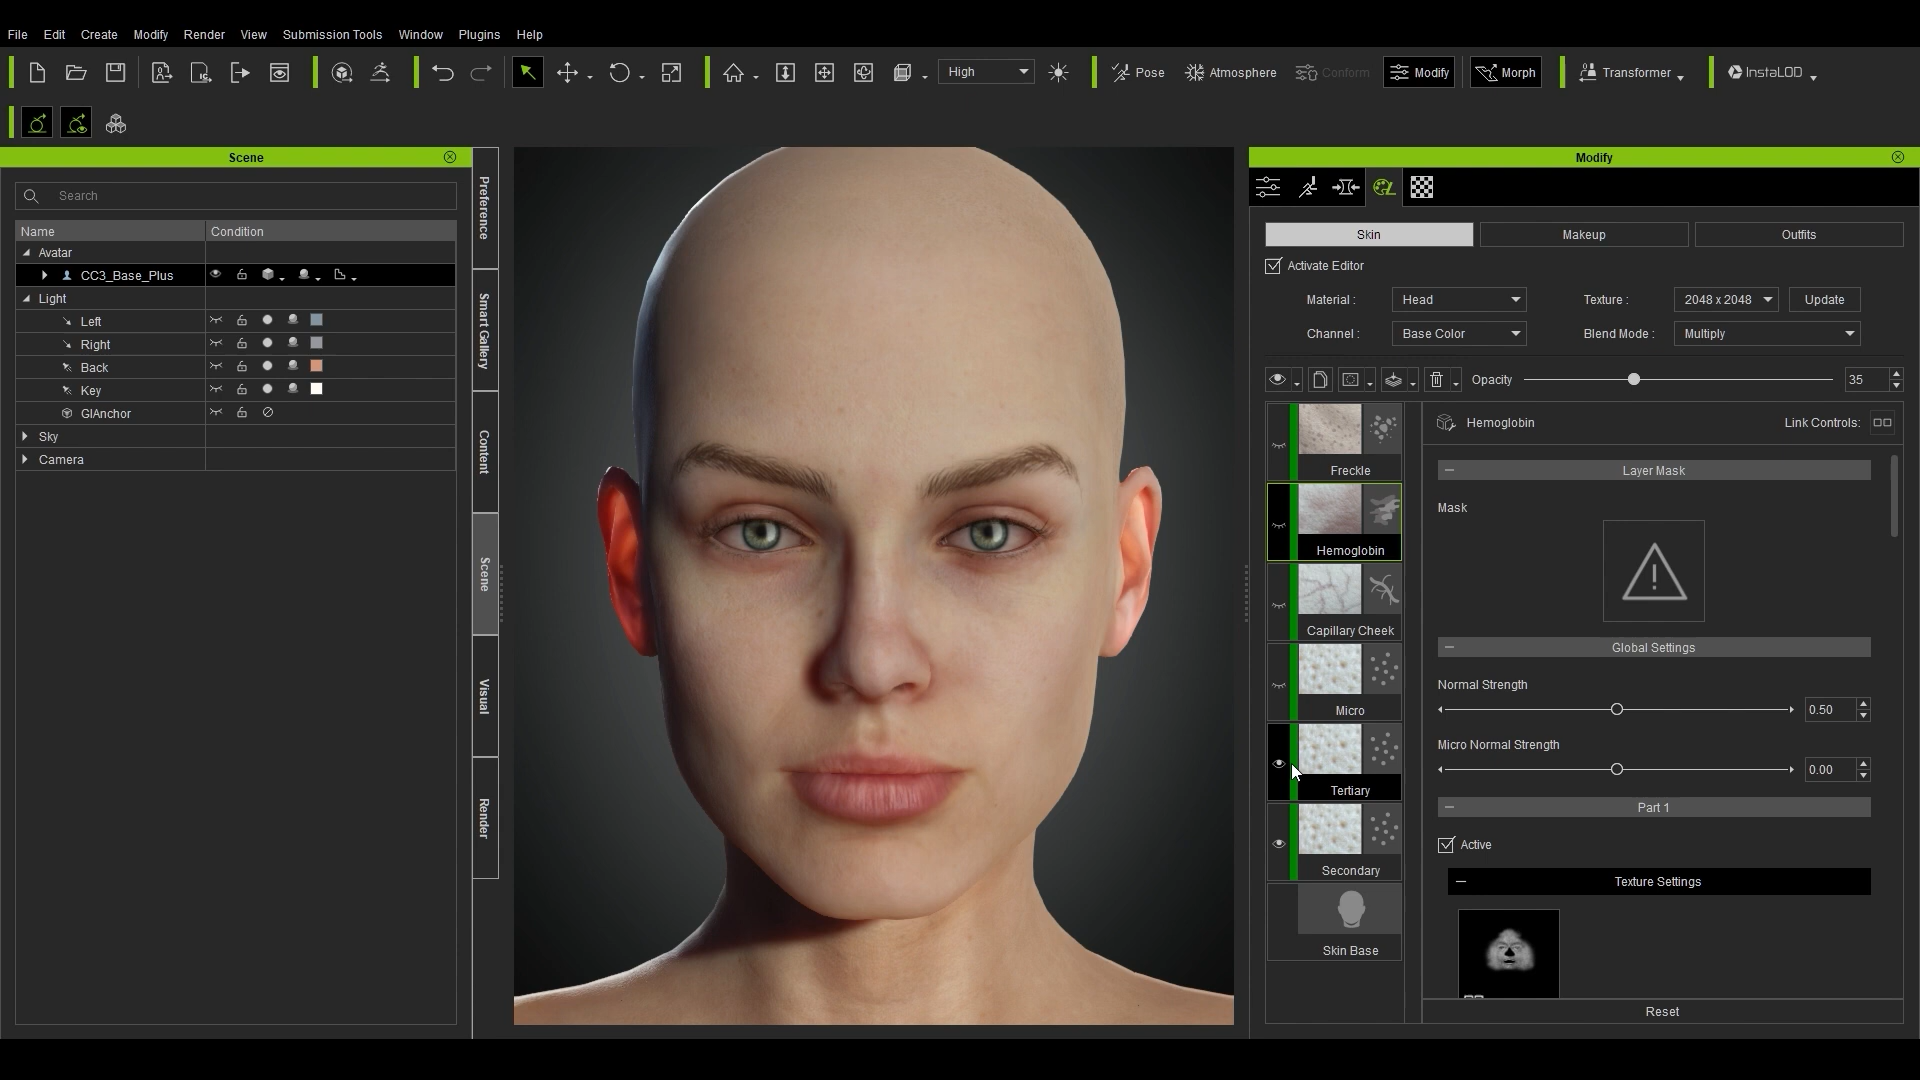 File Edit Create Modify Render View Submission Tools Window Plugins Help
High Pose Atmosphere Conform Modify Morph Transformer InstaLOD
Scene
Search
Name Condition
Avatar
CC3_Base_Plus
Light
Left
Right
Back
Key
GIAnchor
Sky
Camera
Preference
Smart Gallery
Content
Scene
Visual
Render
Modify
Skin Makeup Outfits
Activate Editor
Material : Head Texture : 2048 x 2048 Update
Channel : Base Color Blend Mode : Multiply
Opacity 35
Freckle
Hemoglobin
Capillary Cheek
Micro
Tertiary
Secondary
Skin Base
Hemoglobin Link Controls:
Layer Mask
Mask
Global Settings
Normal Strength
0.50
Micro Normal Strength
0.00
Part 1
Active
Texture Settings
Reset